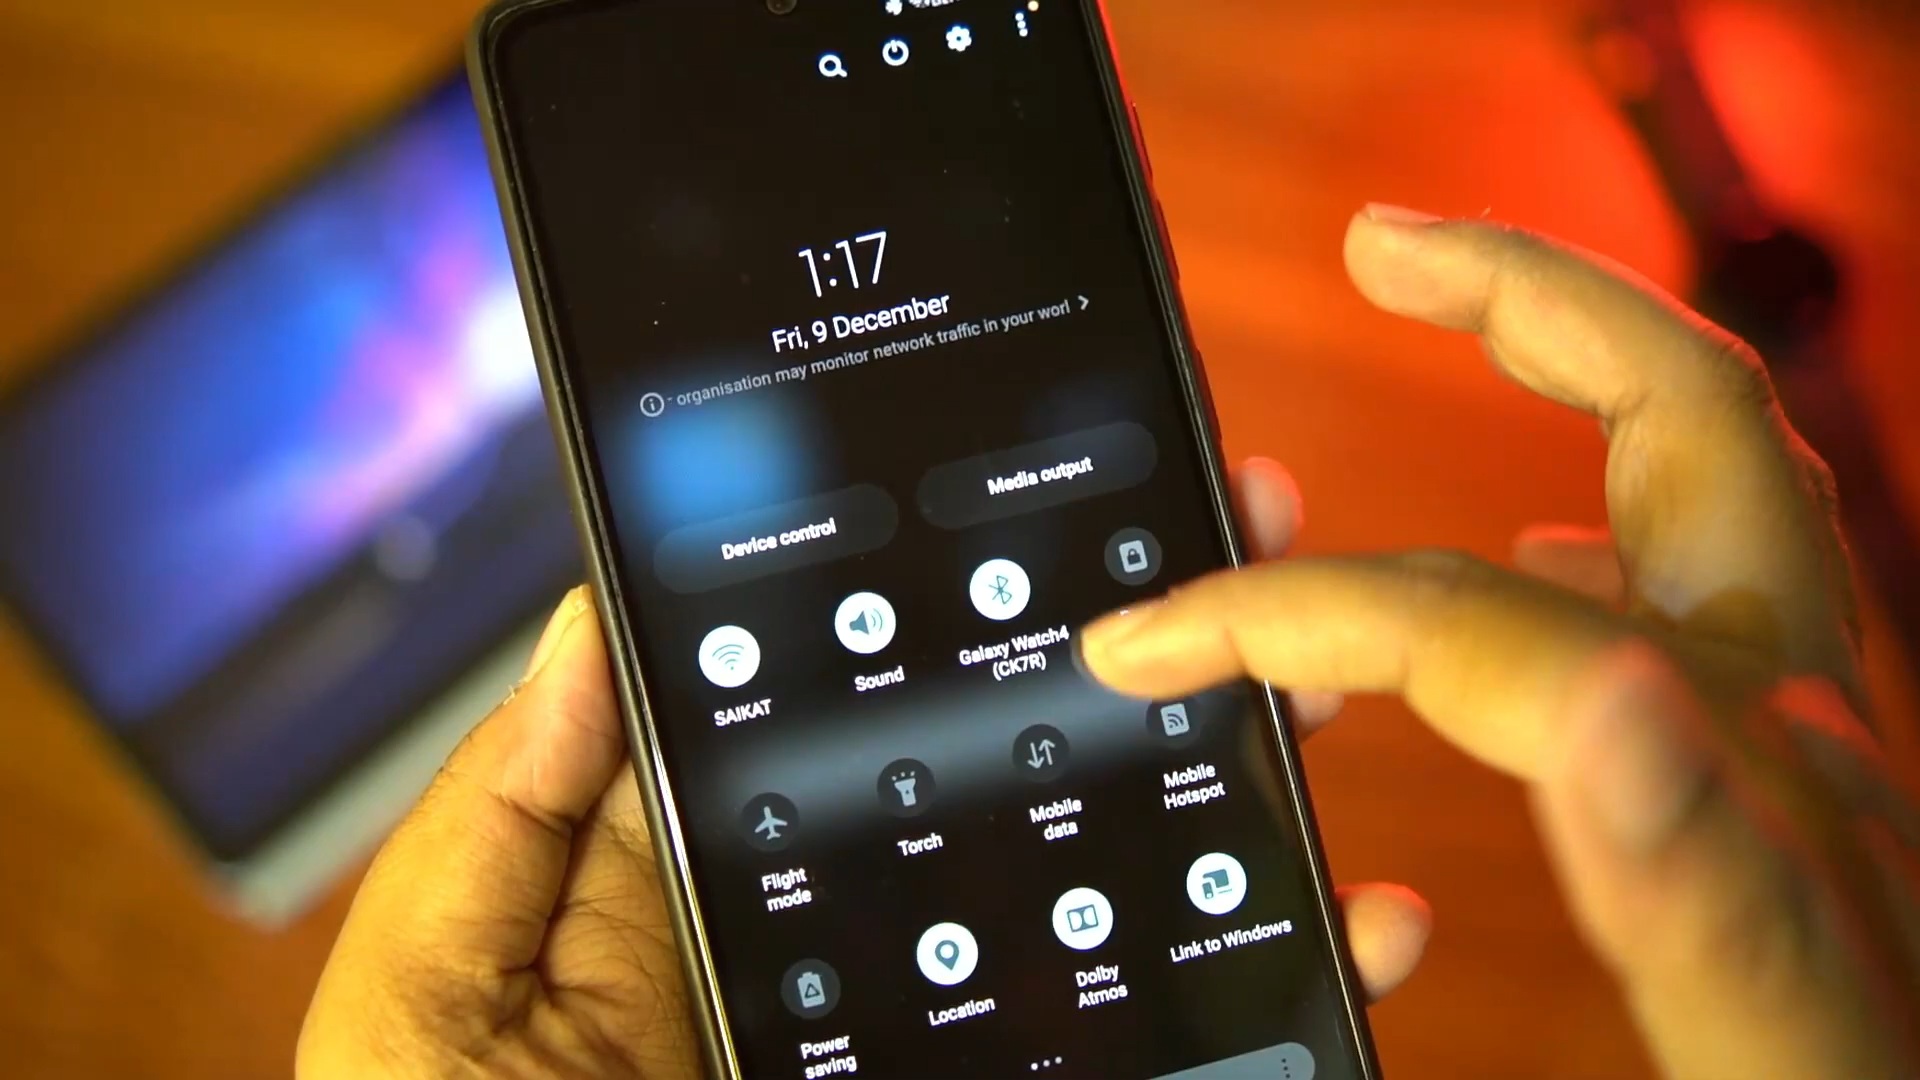 1:17
Fri, 9 December
- organisation may monitor network traffic in your worl
Device control
Media output
SAIKAT
Sound
Galaxy Watch4
(CK7R)
Flight
mode
Torch
Mobile
data
Mobile
Hotspot
Power
saving
Location
Dolby
Atmos
Link to Windows